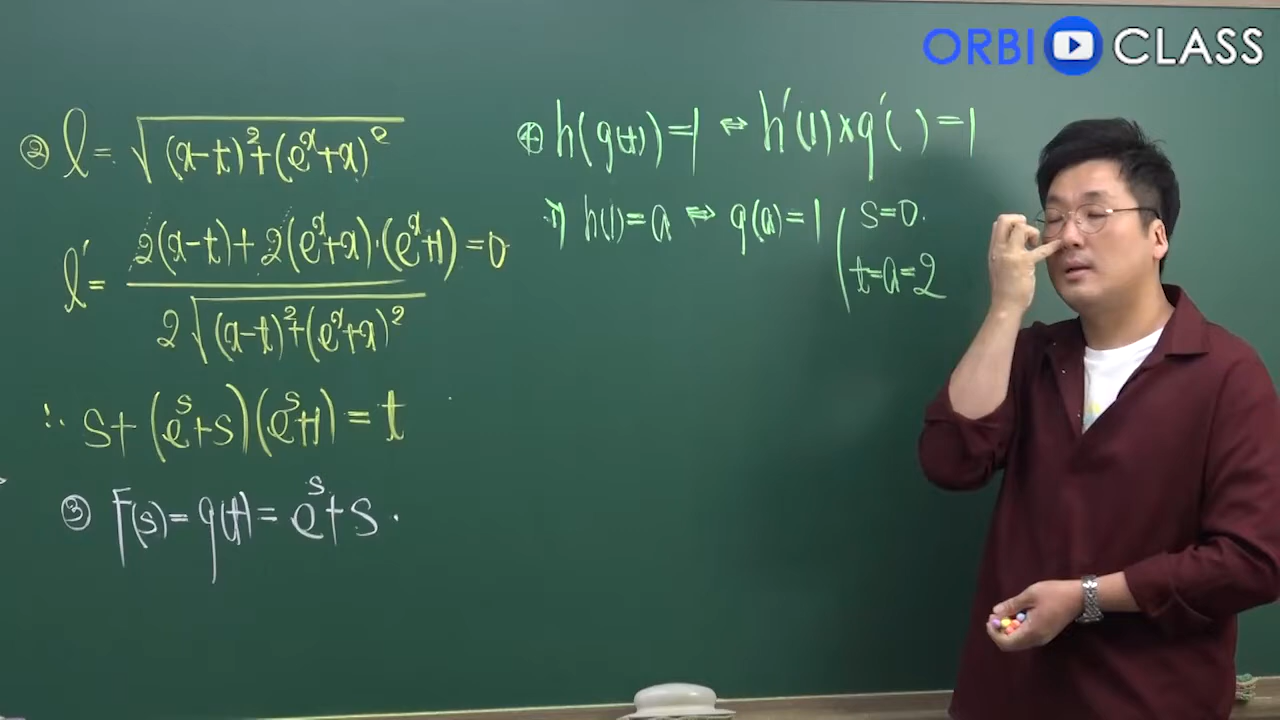 ORBI CLASS
② l = √((x-t)²+(eˣ+x)²)
l' = (2(x-t)+2(eˣ+x)·(eˣ+1)) / (2√((x-t)²+(eˣ+x)²)) = 0
∴ s+(eˢ+s)(eˢ+1) = t
③ f(s) = g(t) = eˢ+s.
④ h(g(t))=t ⇔ h'(1)×g'( )=1
i) h(1)=a ⇔ g(a)=1 ( s=0.
t=a=2